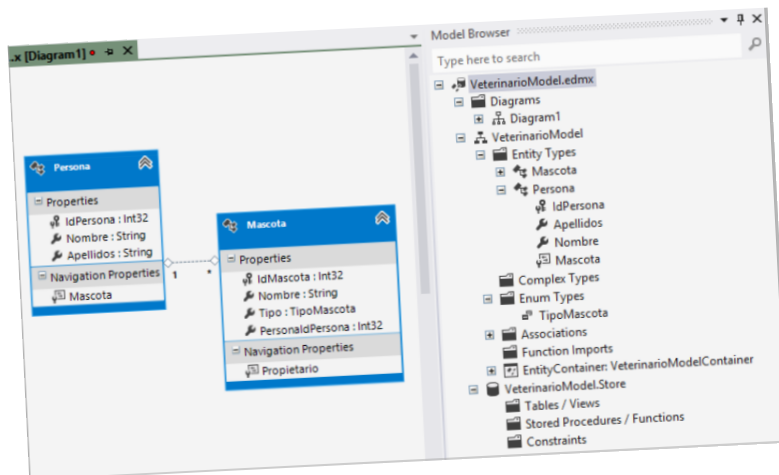 .x [Diagram1]
Persona
Properties
IdPersona : Int32
Nombre : String
Apellidos : String
Navigation Properties
Mascota
1
*
Mascota
Properties
IdMascota : Int32
Nombre : String
Tipo : TipoMascota
PersonaIdPersona : Int32
Navigation Properties
Propietario
Model Browser
Type here to search
VeterinarioModel.edmx
Diagrams
Diagram1
VeterinarioModel
Entity Types
Mascota
Persona
IdPersona
Apellidos
Nombre
Mascota
Complex Types
Enum Types
TipoMascota
Associations
Function Imports
EntityContainer: VeterinarioModelContainer
VeterinarioModel.Store
Tables / Views
Stored Procedures / Functions
Constraints